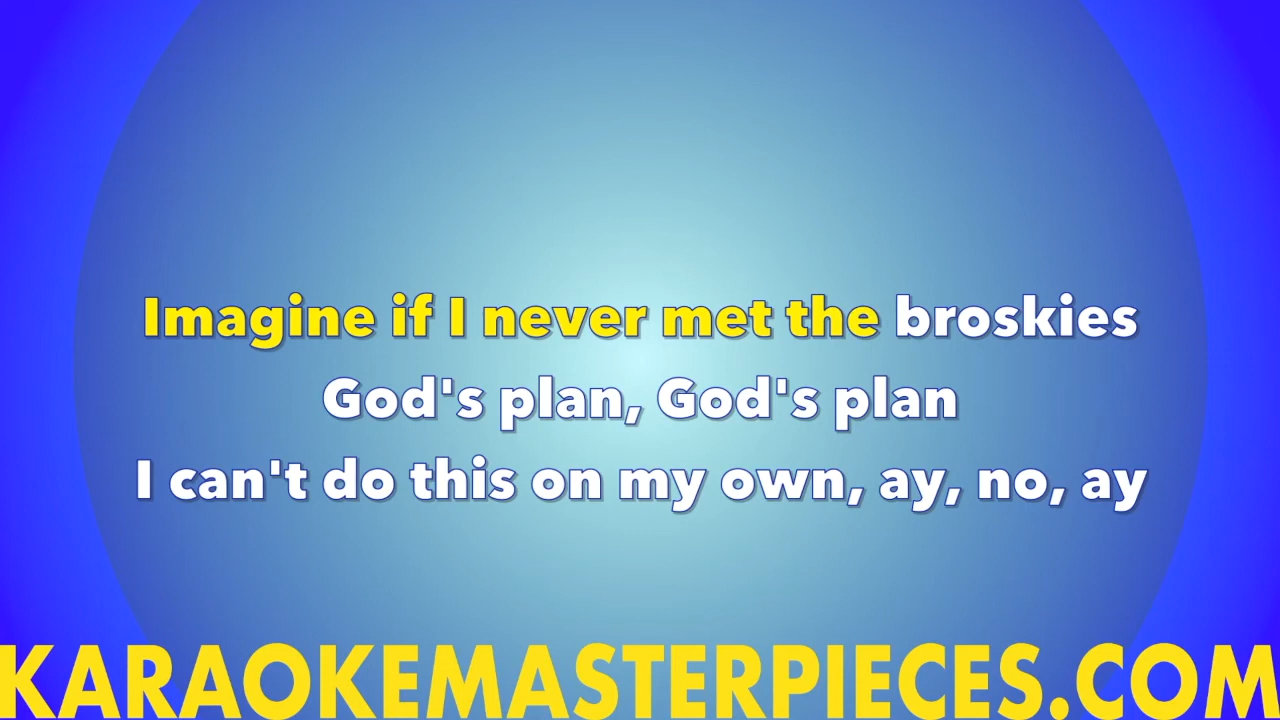 Imagine if I never met the broskies
God's plan, God's plan
I can't do this on my own, ay, no, ay
KARAOKEMASTERPIECES.COM